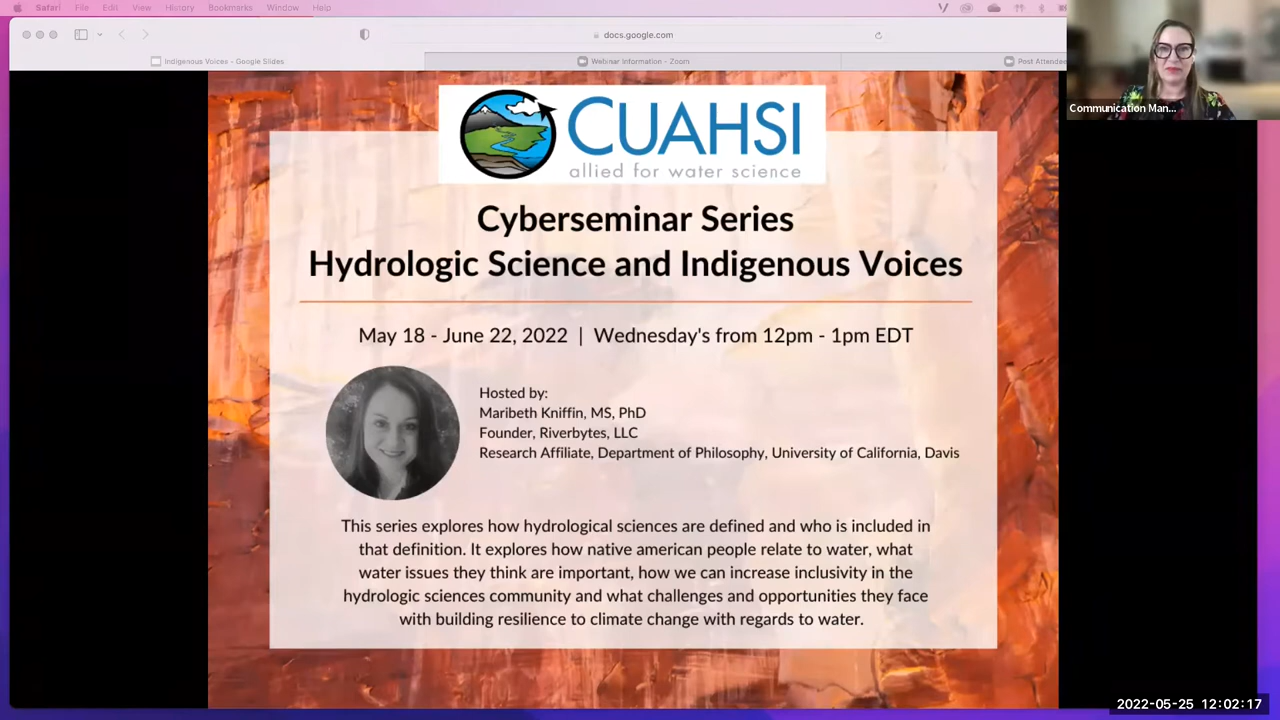 Safari File Edit View History Bookmarks Window Help
docs.google.com
Indigenous Voices - Google Slides
Webinar Information - Zoom
Post Attendee
Communication Man...
CUAHSI
allied for water science
Cyberseminar Series
Hydrologic Science and Indigenous Voices
May 18 - June 22, 2022 | Wednesday's from 12pm - 1pm EDT
Hosted by:
Maribeth Kniffin, MS, PhD
Founder, Riverbytes, LLC
Research Affiliate, Department of Philosophy, University of California, Davis
This series explores how hydrological sciences are defined and who is included in
that definition. It explores how native american people relate to water, what
water issues they think are important, how we can increase inclusivity in the
hydrologic sciences community and what challenges and opportunities they face
with building resilience to climate change with regards to water.
2022-05-25 12:02:17